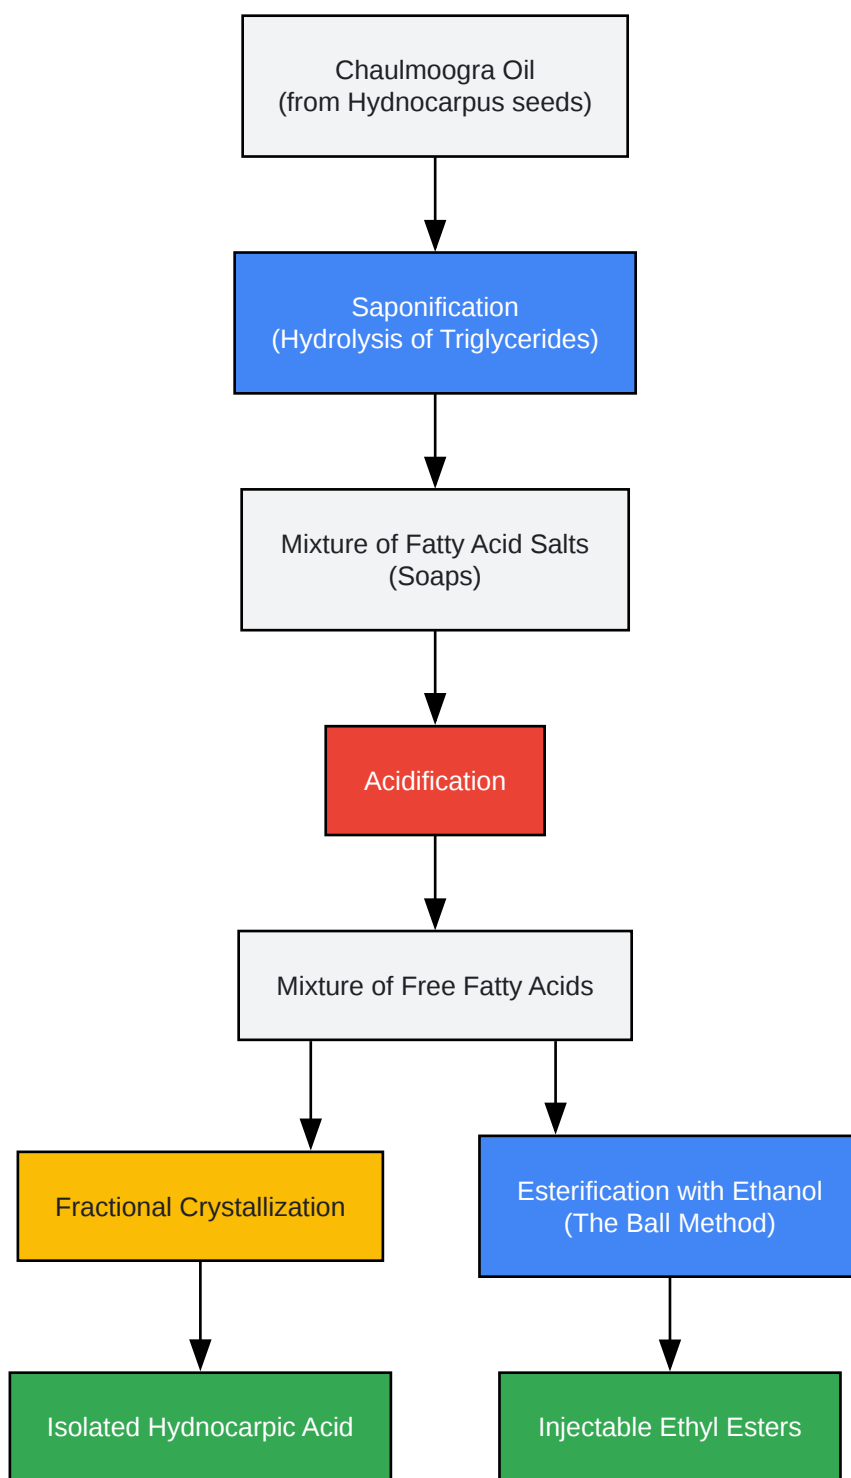 Chaulmoogra Oil
(from Hydnocarpus seeds)
Saponification
(Hydrolysis of Triglycerides)
Mixture of Fatty Acid Salts
(Soaps)
Acidification
Mixture of Free Fatty Acids
Fractional Crystallization
Esterification with Ethanol
(The Ball Method)
Isolated Hydnocarpic Acid
Injectable Ethyl Esters